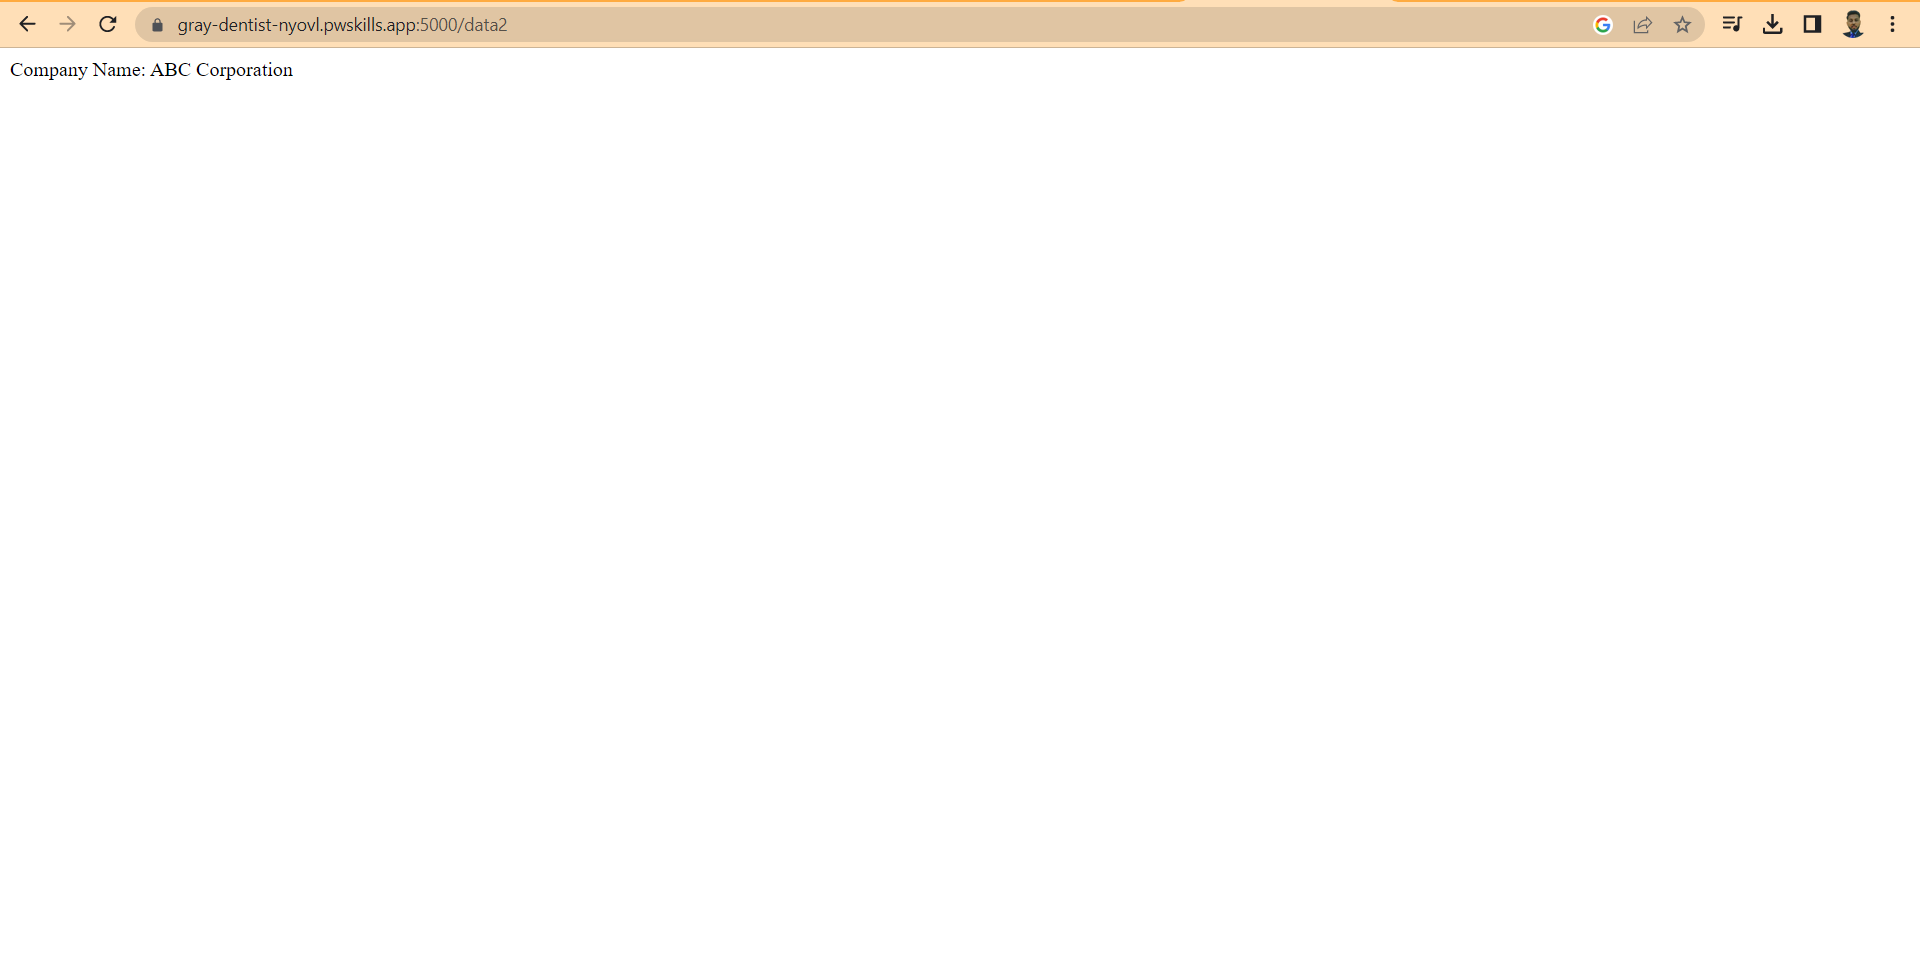 gray-dentist-nyovl.pwskills.app:5000/data2
Company Name: ABC Corporation